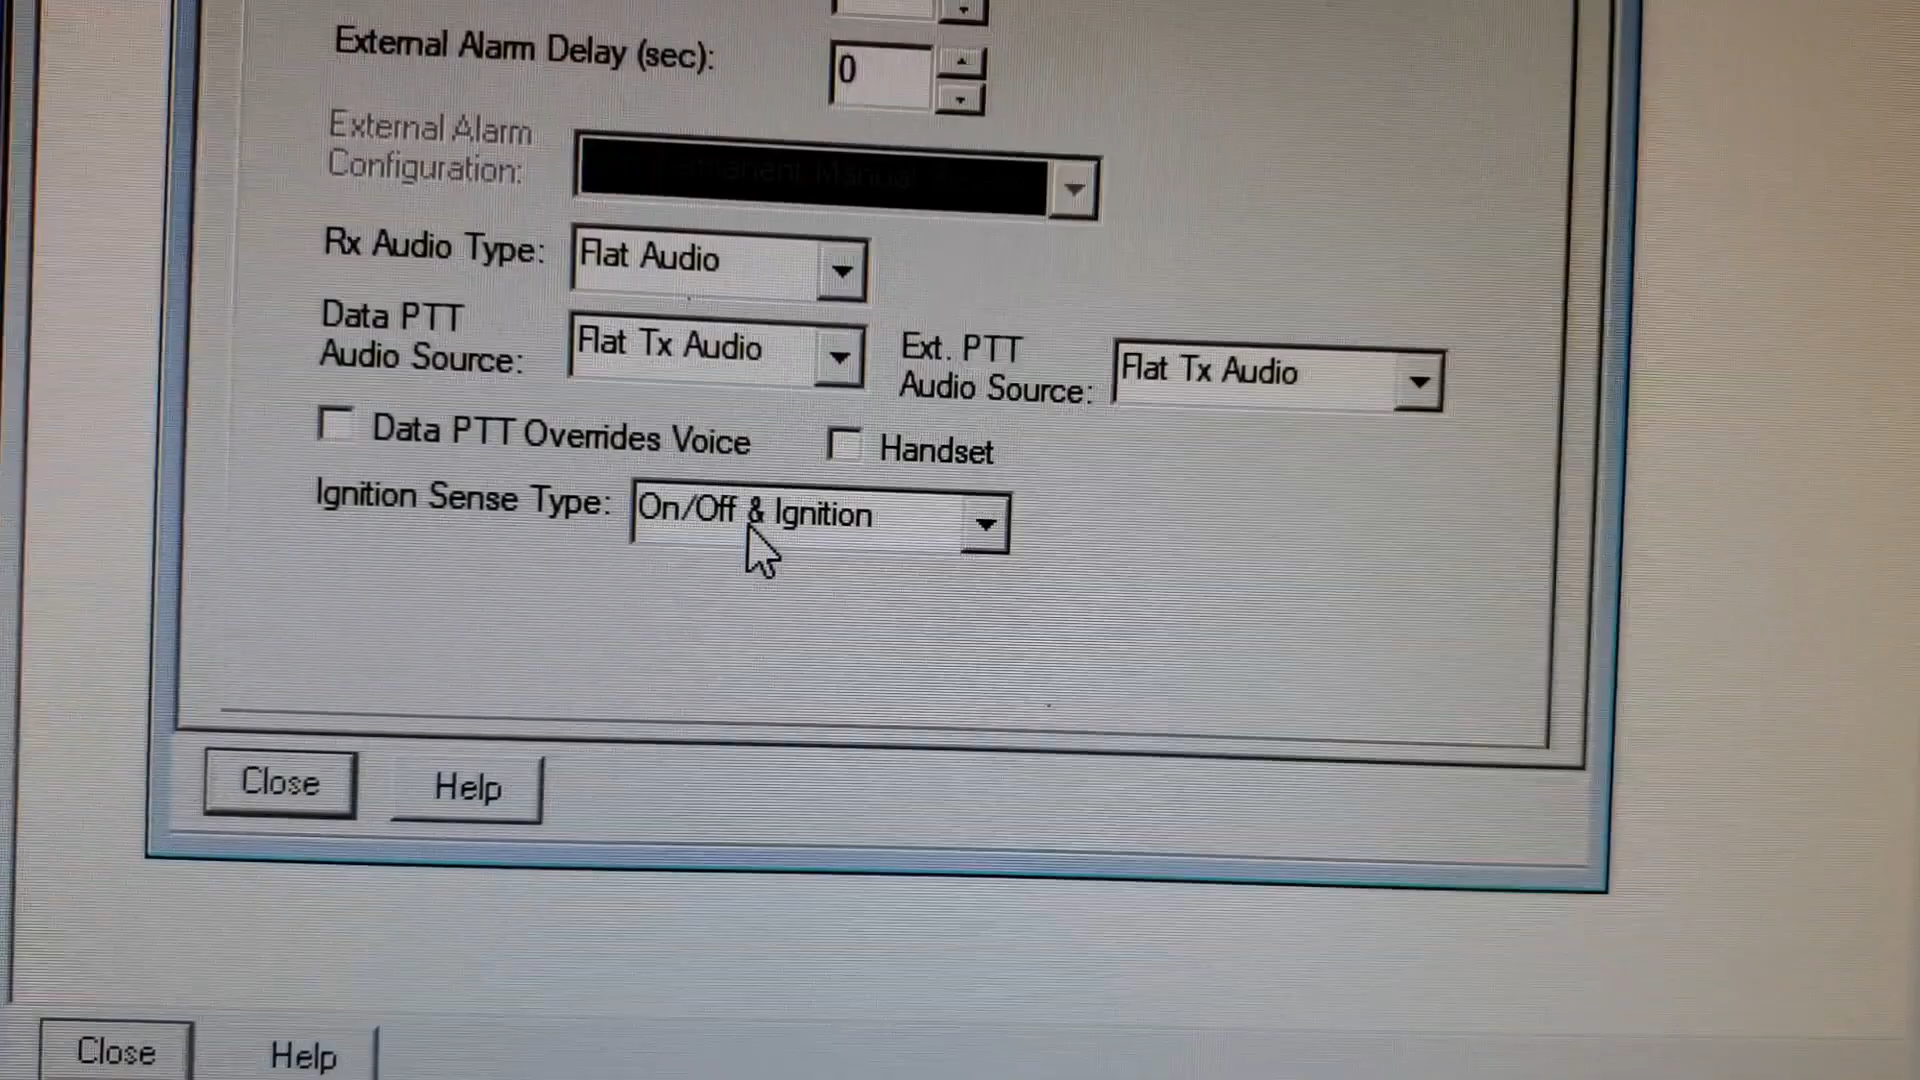 External Alarm Delay (sec):
0
External Alarm
Configuration:
Manual
Rx Audio Type:
Flat Audio
Data PTT
Audio Source:
Flat Tx Audio
Ext. PTT
Audio Source:
Flat Tx Audio
Data PTT Overrides Voice
Handset
Ignition Sense Type:
On/Off & Ignition
Close
Help
Close
Help